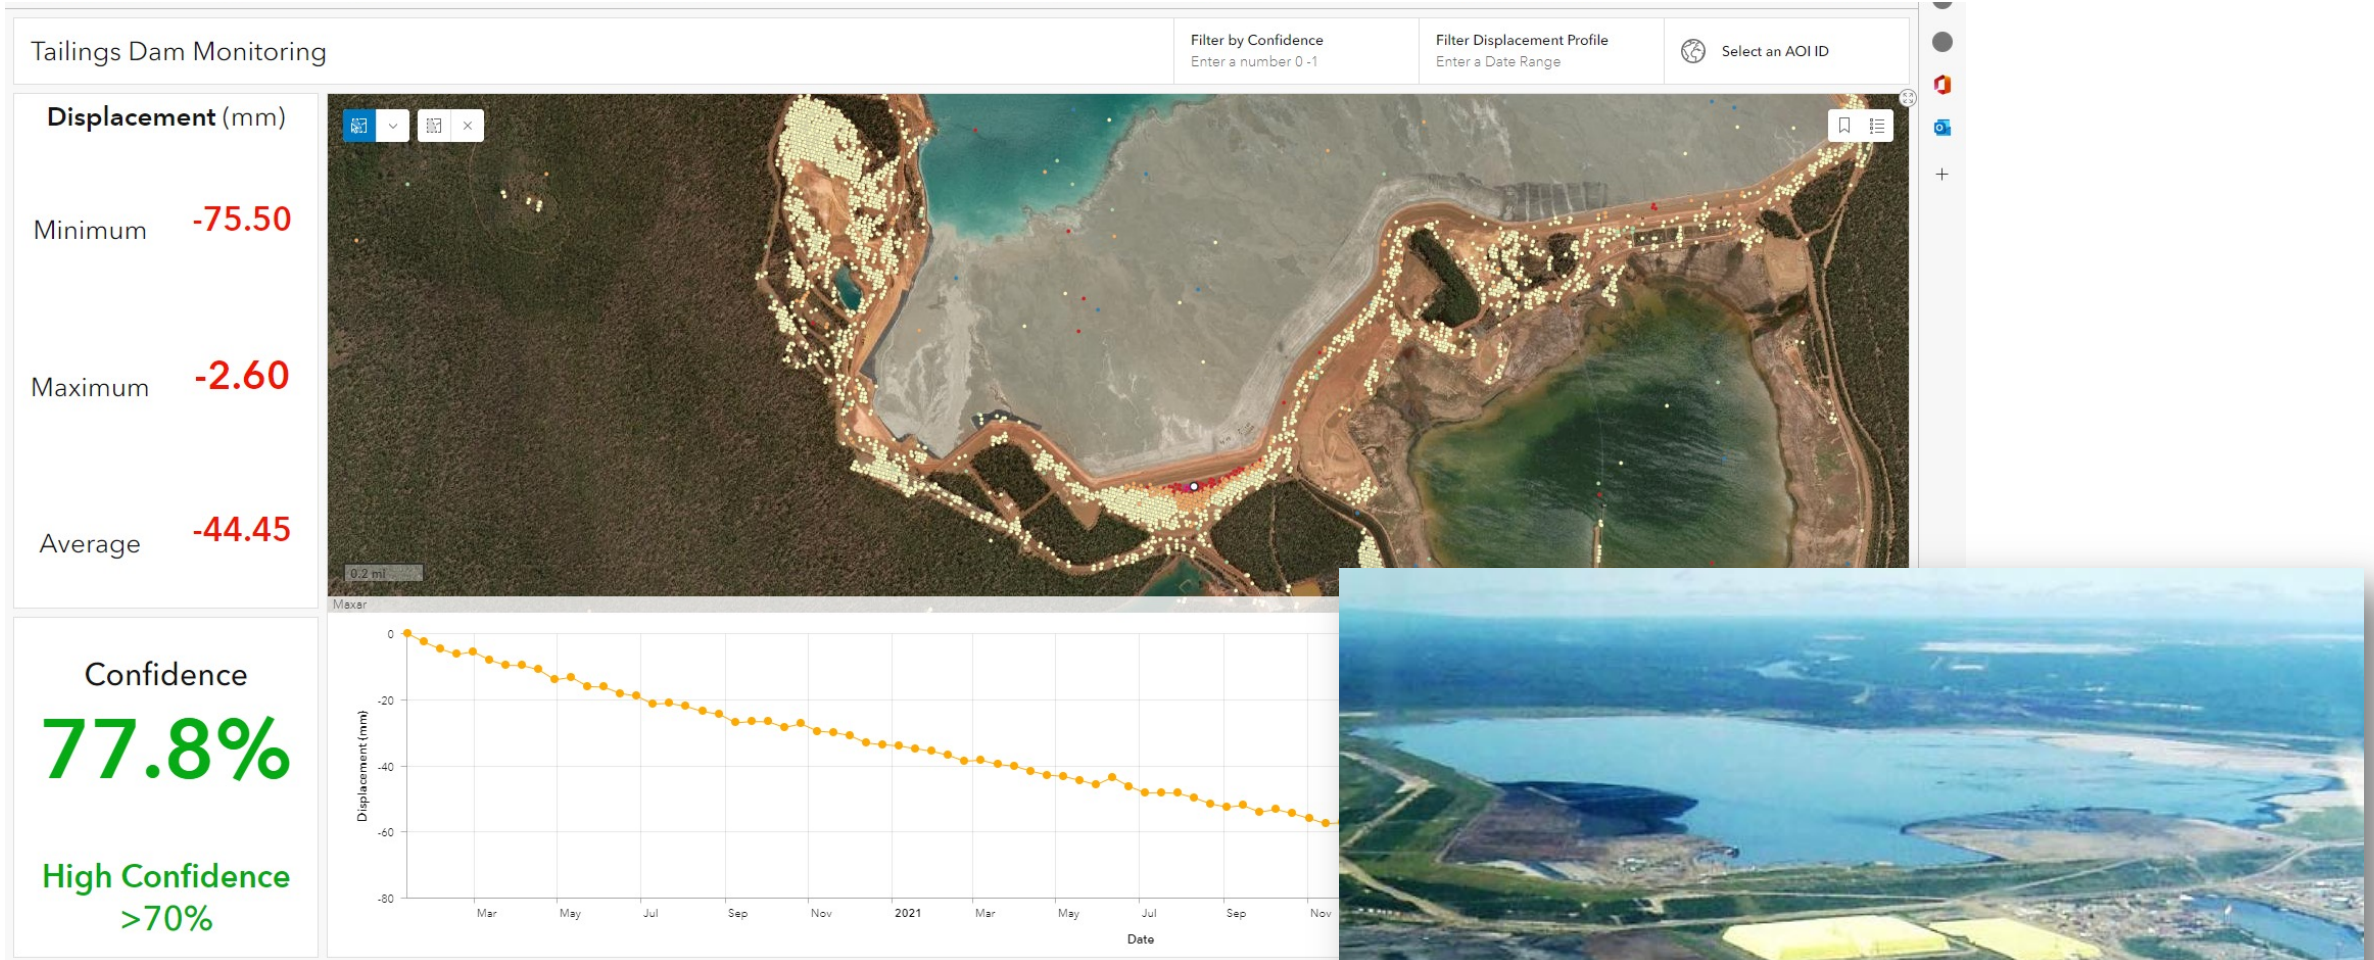 Tailings Dam Monitoring
Filter by Confidence
Enter a number 0 -1
Filter Displacement Profile
Enter a Date Range
Select an AOI ID
Displacement (mm)
Minimum -75.50
Maximum -2.60
Average -44.45
0.2 mi
Maxar
Confidence
77.8%
High Confidence
>70%
0
-20
-40
-60
-80
Displacement (mm)
Mar May Jul Sep Nov 2021 Mar May Jul Sep Nov
Date